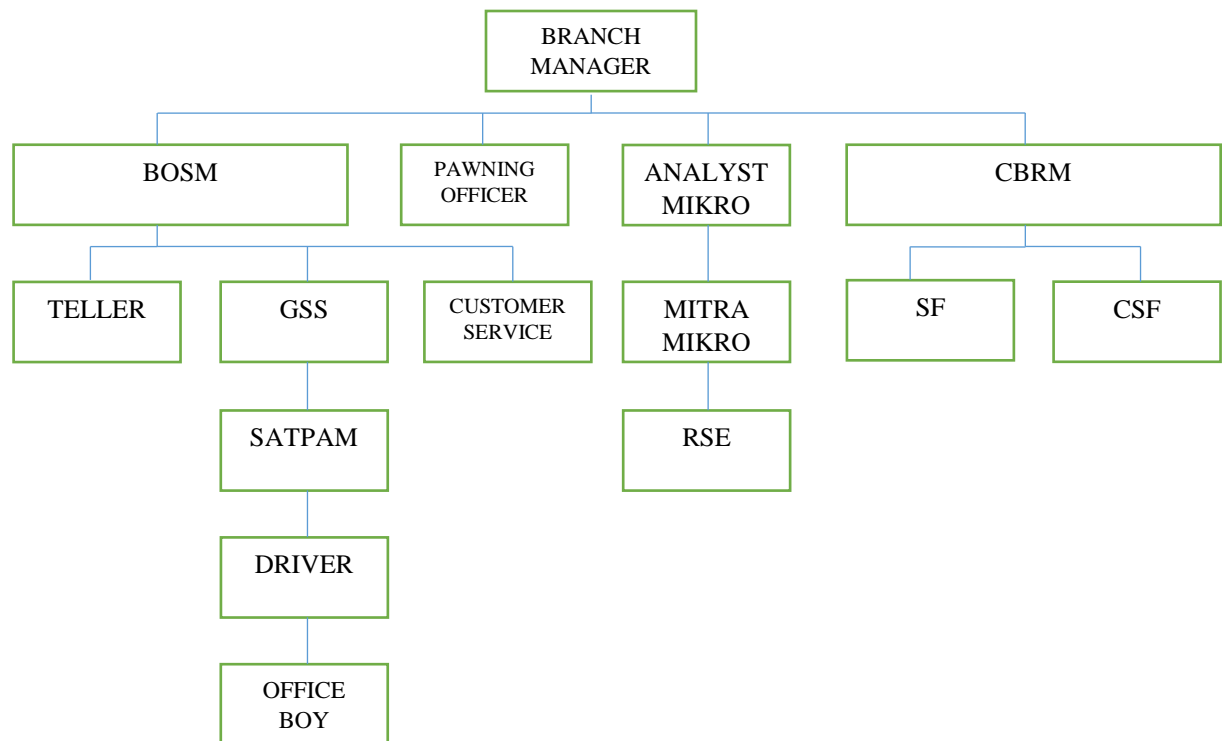 BRANCH
MANAGER
BOSM
PAWNING
OFFICER
ANALYST
MIKRO
CBRM
TELLER
GSS
CUSTOMER
SERVICE
MITRA
MIKRO
SF
CSF
SATPAM
RSE
DRIVER
OFFICE
BOY